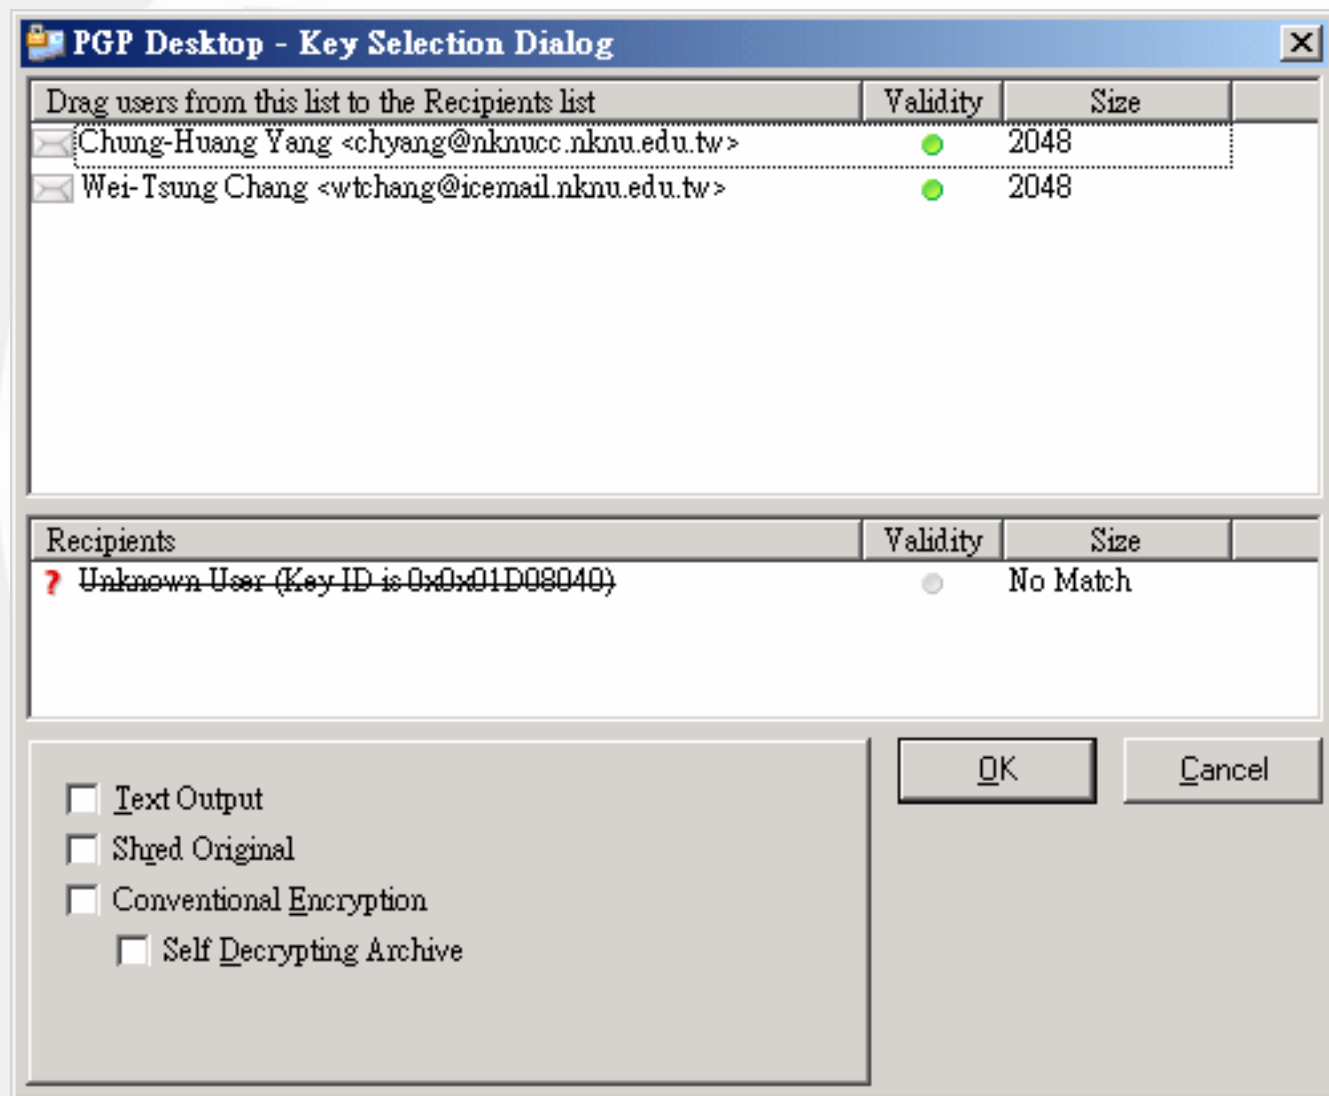 PGP Desktop - Key Selection Dialog
Drag users from this list to the Recipients list Validity Size
Chung-Huang Yang <chyang@nknucc.nknu.edu.tw> 2048
Wei-Tsung Chang <wtchang@icemail.nknu.edu.tw> 2048
Recipients Validity Size
? Unknown User (Key ID is 0x0x01D08040) No Match
OK Cancel
Text Output
Shred Original
Conventional Encryption
Self Decrypting Archive